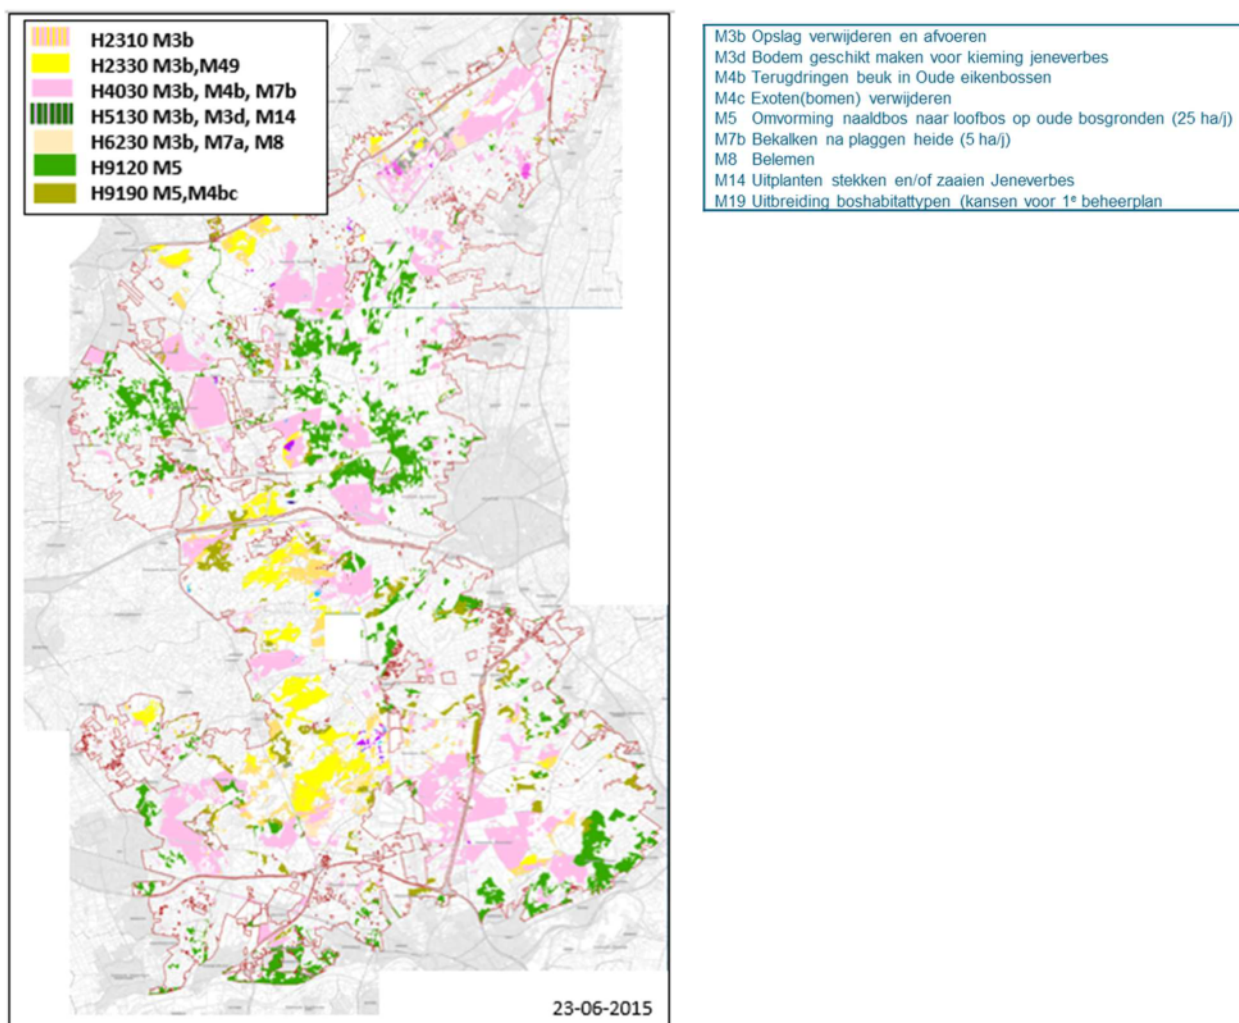 H2310 M3b
H2330 M3b,M49
H4030 M3b, M4b, M7b
H5130 M3b, M3d, M14
H6230 M3b, M7a, M8
H9120 M5
H9190 M5,M4bc
23-06-2015
M3b Opslag verwijderen en afvoeren
M3d Bodem geschikt maken voor kieming jeneverbes
M4b Terugdringen beuk in Oude eikenbossen
M4c Exoten(bomen) verwijderen
M5 Omvorming naaldbos naar loofbos op oude bosgronden (25 ha/j)
M7b Bekalken na plaggen heide (5 ha/j)
M8 Belemen
M14 Uitplanten stekken en/of zaaien Jeneverbes
M19 Uitbreiding boshabitattypen (kansen voor 1e beheerplan